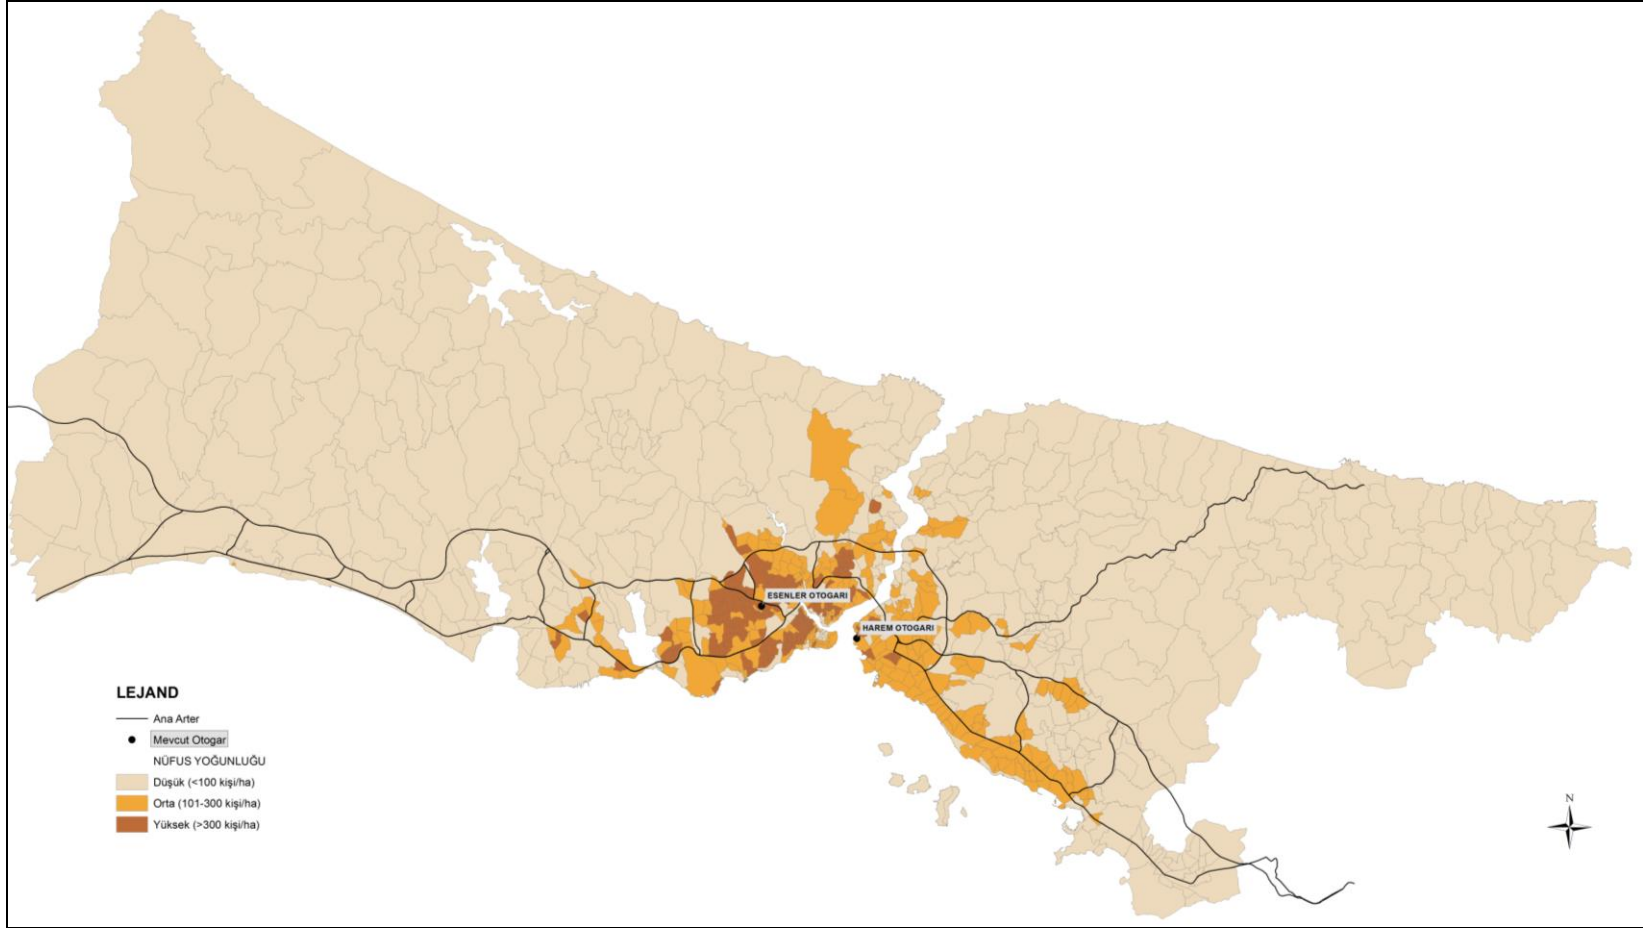 ESENLER OTOGARI
HAREM OTOGARI
LEJAND
Ana Arter
Mevcut Otogar
NÜFUS YOĞUNLUĞU
Düşük (<100 kişi/ha)
Orta (101-300 kişi/ha)
Yüksek (>300 kişi/ha)
N